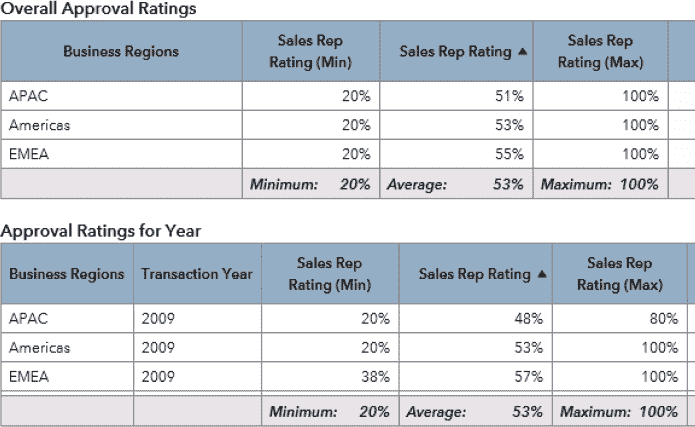 Overall Approval Ratings
Business Regions Sales Rep Rating (Min) Sales Rep Rating ▲ Sales Rep Rating (Max)
APAC 20% 51% 100%
Americas 20% 53% 100%
EMEA 20% 55% 100%
Minimum: 20% Average: 53% Maximum: 100%
Approval Ratings for Year
Business Regions Transaction Year Sales Rep Rating (Min) Sales Rep Rating ▲ Sales Rep Rating (Max)
APAC 2009 20% 48% 80%
Americas 2009 20% 53% 100%
EMEA 2009 38% 57% 100%
Minimum: 20% Average: 53% Maximum: 100%